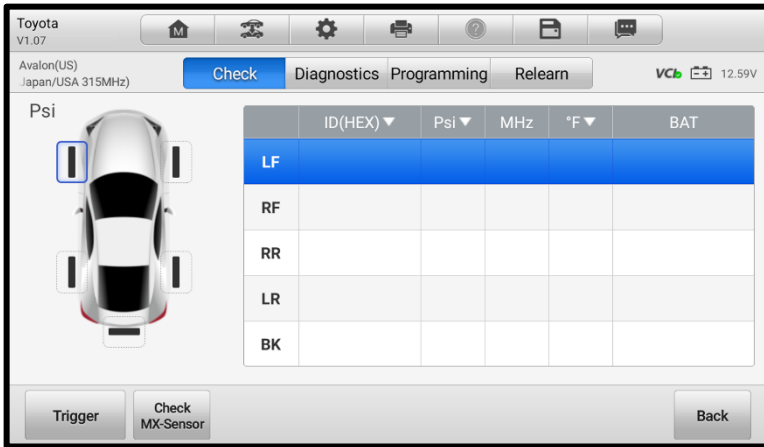 Toyota
V1.07
M
?
Avalon(US)
Japan/USA 315MHz)
Check
Diagnostics
Programming
Relearn
VCI
12.59V
Psi
ID(HEX)▼
Psi▼
MHz
°F▼
BAT
LF
RF
RR
LR
BK
Trigger
Check
MX-Sensor
Back